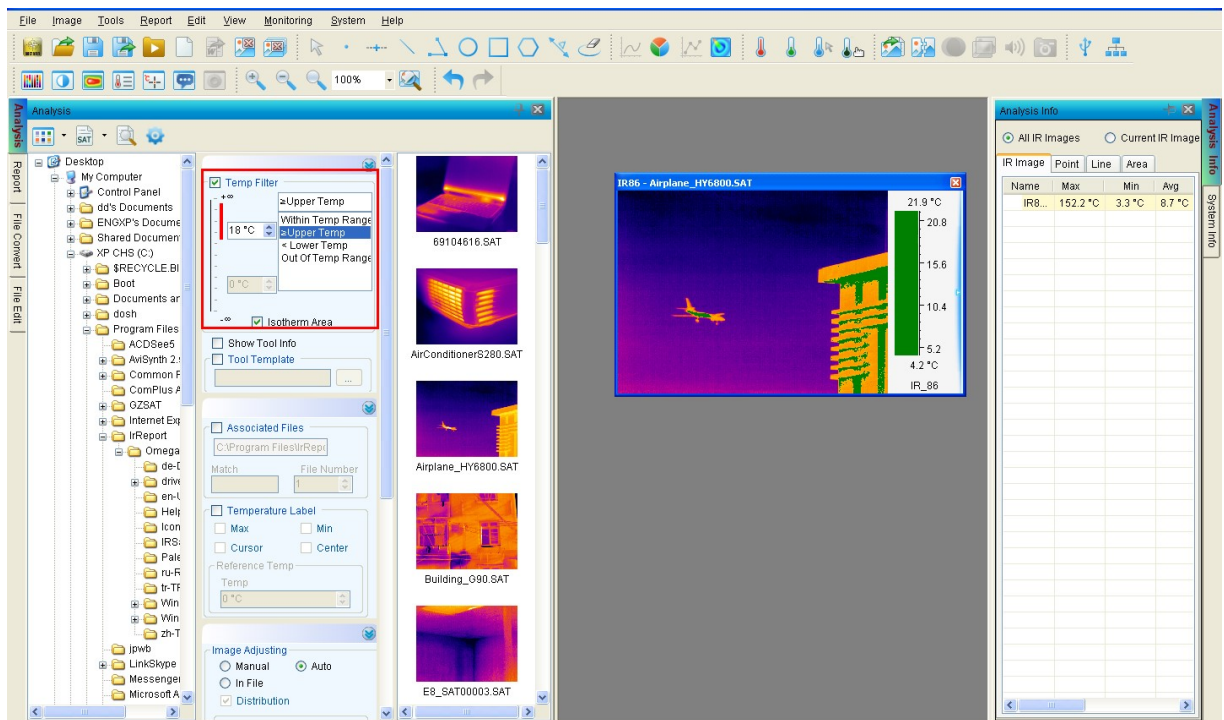 File Image Tools Report Edit View Monitoring System Help
100%
Analysis
Analysis
Report
File Convert
File Edit
SAT
Desktop
My Computer
Control Panel
dd's Documents
ENGXP's Docume
Shared Documen
XP CHS (C:)
$RECYCLE.BI
Boot
Documents ar
dosh
Program Files
ACDSee5
AviSynth 2.
Common F
ComPlus A
GZSAT
Internet Exp
IrReport
Omega
de-D
drive
en-U
Help
Icon
IRS
Pale
ru-R
tr-TF
Win
Win
zh-T
jpwb
LinkSkype
Messenger
Microsoft A
Temp Filter
+∞
≥Upper Temp
18 °C
Within Temp Range
≥Upper Temp
< Lower Temp
Out Of Temp Range
0 °C
-∞
Isotherm Area
Show Tool Info
Tool Template
...
Associated Files
C:\Program Files\IrRepo
Match File Number
1
Temperature Label
Max Min
Cursor Center
Reference Temp
Temp
0 °C
Image Adjusting
Manual Auto
In File
Distribution
69104616.SAT
AirConditionerS280.SAT
Airplane_HY6800.SAT
Building_G90.SAT
E8_SAT00003.SAT
IR86 - Airplane_HY6800.SAT
21.9 °C
20.8
15.6
10.4
5.2
4.2 °C
IR_86
Analysis Info
All IR Images Current IR Image
IR Image Point Line Area
Name Max Min Avg
IR8... 152.2 °C 3.3 °C 8.7 °C
Analysis Info
System Info